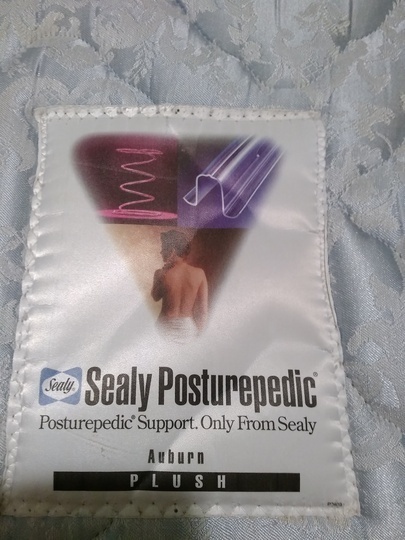 Sealy
Sealy Posturepedic®
Posturepedic® Support. Only From Sealy
Auburn
PLUSH